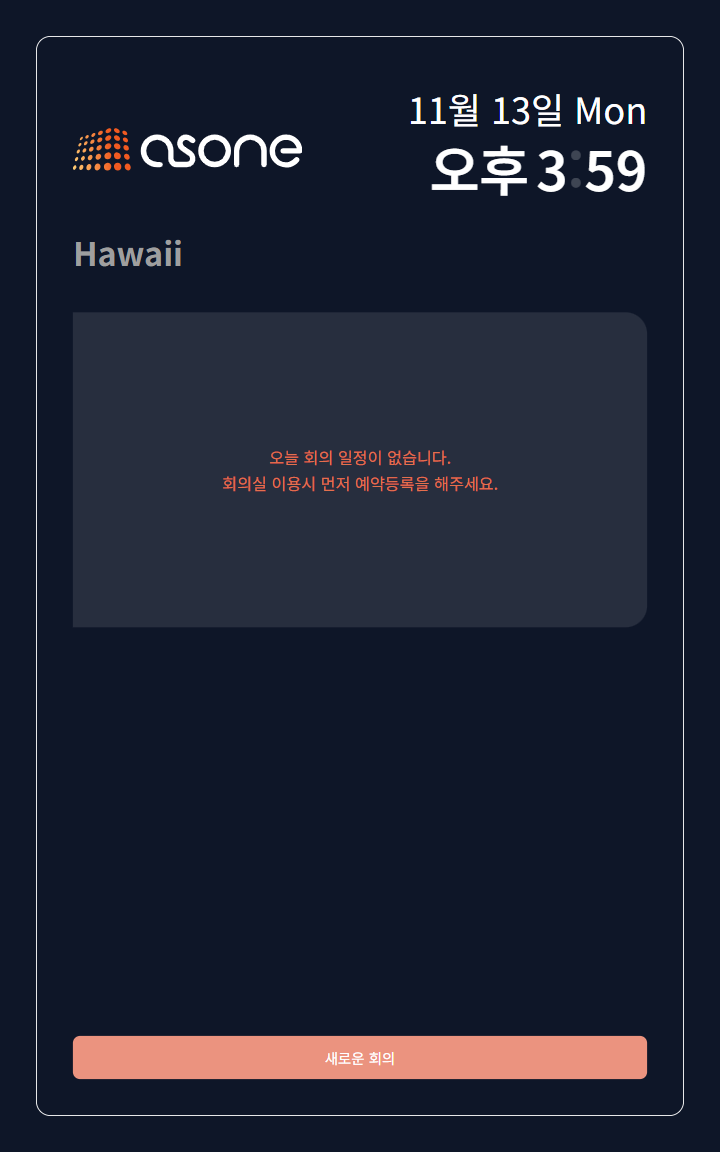 asone
11월 13일 Mon
오후 3:59
Hawaii
오늘 회의 일정이 없습니다.
회의실 이용시 먼저 예약등록을 해주세요.
새로운 회의